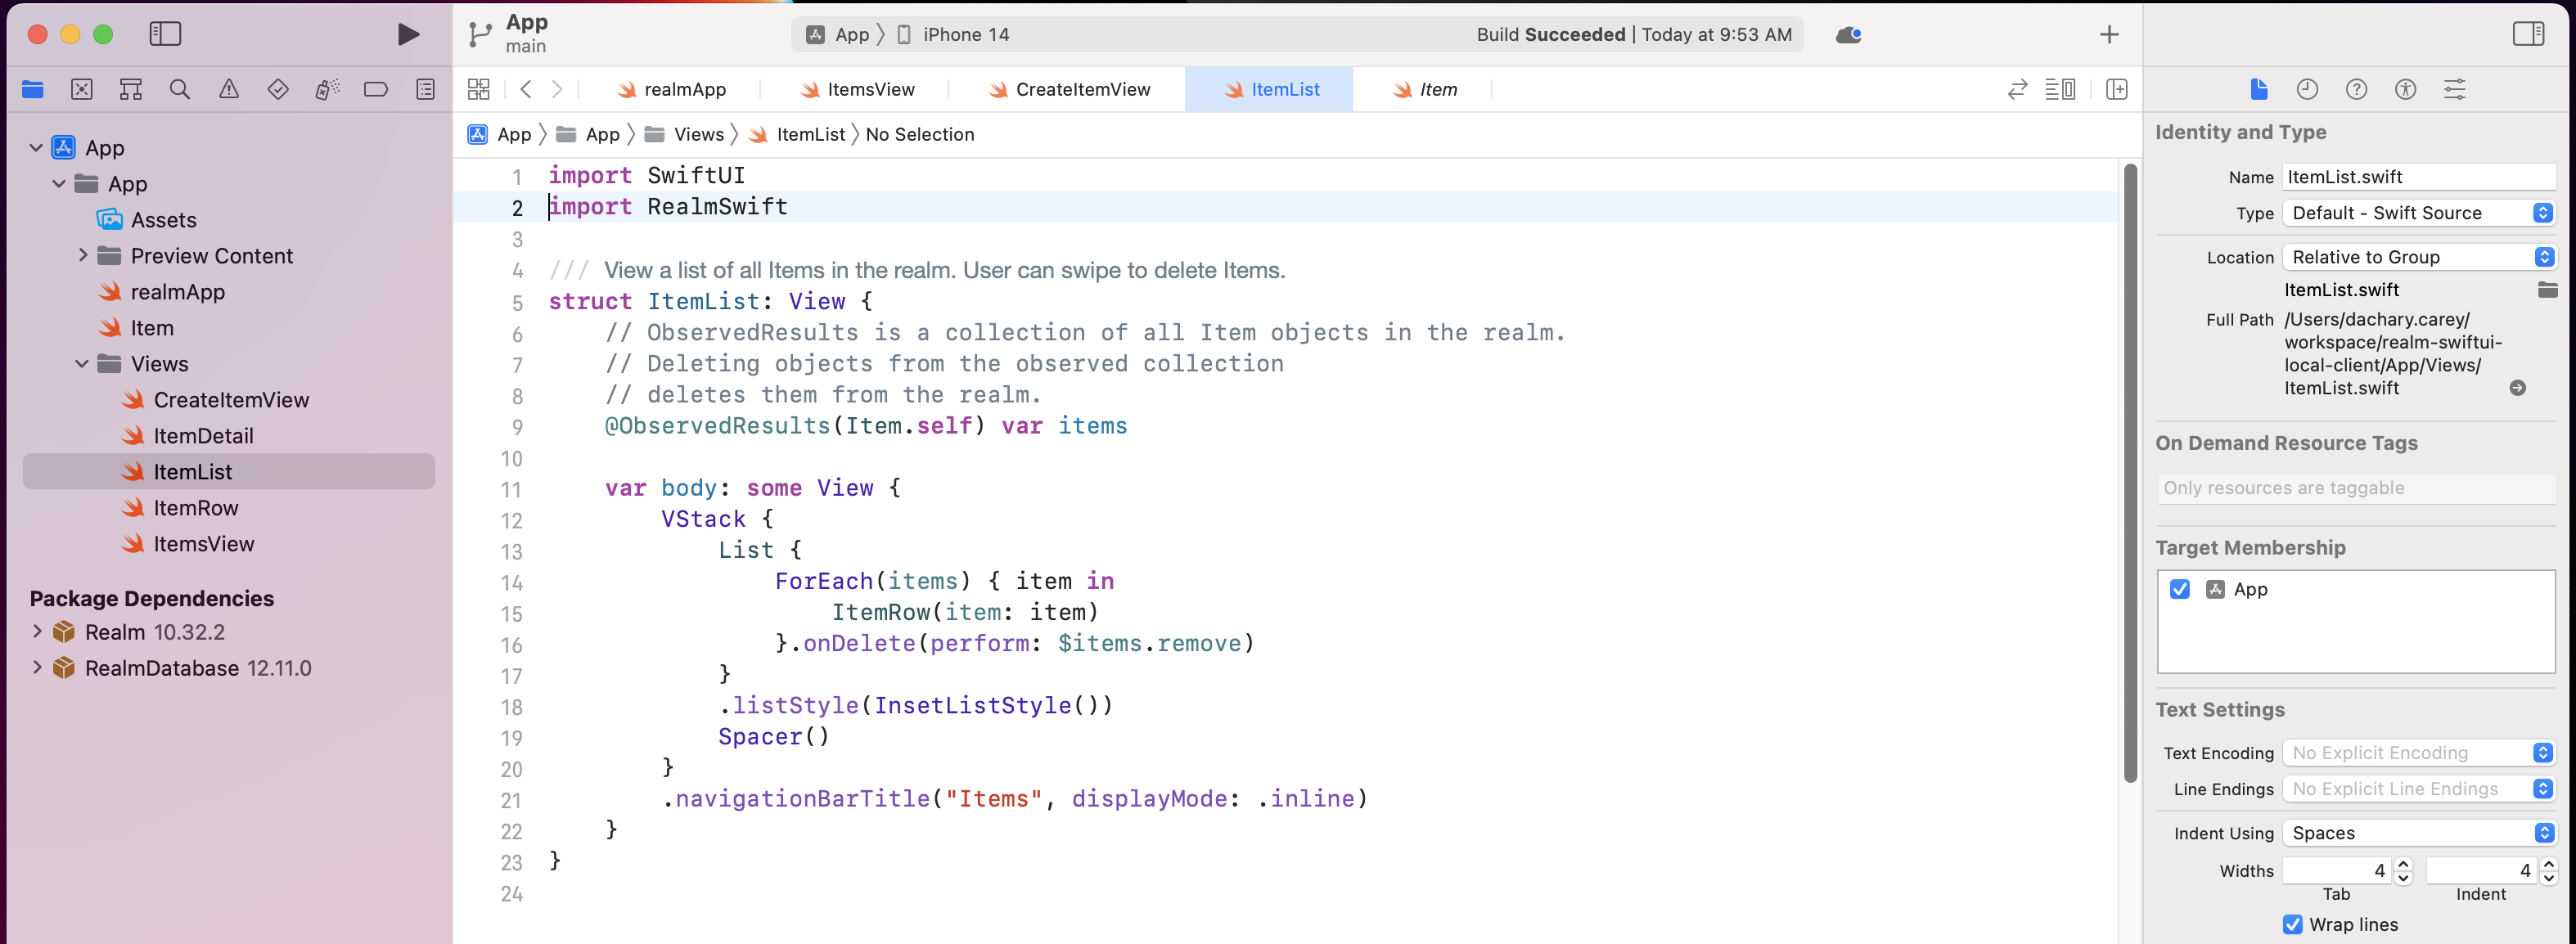 App
main
App
iPhone 14
Build Succeeded | Today at 9:53 AM
realmApp
ItemsView
CreateItemView
ItemList
Item
App
App
Views
ItemList
No Selection
App
App
Assets
Preview Content
realmApp
Item
Views
CreateItemView
ItemDetail
ItemList
ItemRow
ItemsView
Package Dependencies
Realm 10.32.2
RealmDatabase 12.11.0
1 import SwiftUI
2 import RealmSwift
3
4 /// View a list of all Items in the realm. User can swipe to delete Items.
5 struct ItemList: View {
6     // ObservedResults is a collection of all Item objects in the realm.
7     // Deleting objects from the observed collection
8     // deletes them from the realm.
9     @ObservedResults(Item.self) var items
10
11     var body: some View {
12         VStack {
13             List {
14                 ForEach(items) { item in
15                     ItemRow(item: item)
16                 }.onDelete(perform: $items.remove)
17             }
18             .listStyle(InsetListStyle())
19             Spacer()
20         }
21         .navigationBarTitle("Items", displayMode: .inline)
22     }
23 }
24
Identity and Type
Name ItemList.swift
Type Default - Swift Source
Location Relative to Group
ItemList.swift
Full Path /Users/dachary.carey/
workspace/realm-swiftui-
local-client/App/Views/
ItemList.swift
On Demand Resource Tags
Only resources are taggable
Target Membership
App
Text Settings
Text Encoding No Explicit Encoding
Line Endings No Explicit Line Endings
Indent Using Spaces
Widths 4 4
Tab Indent
Wrap lines